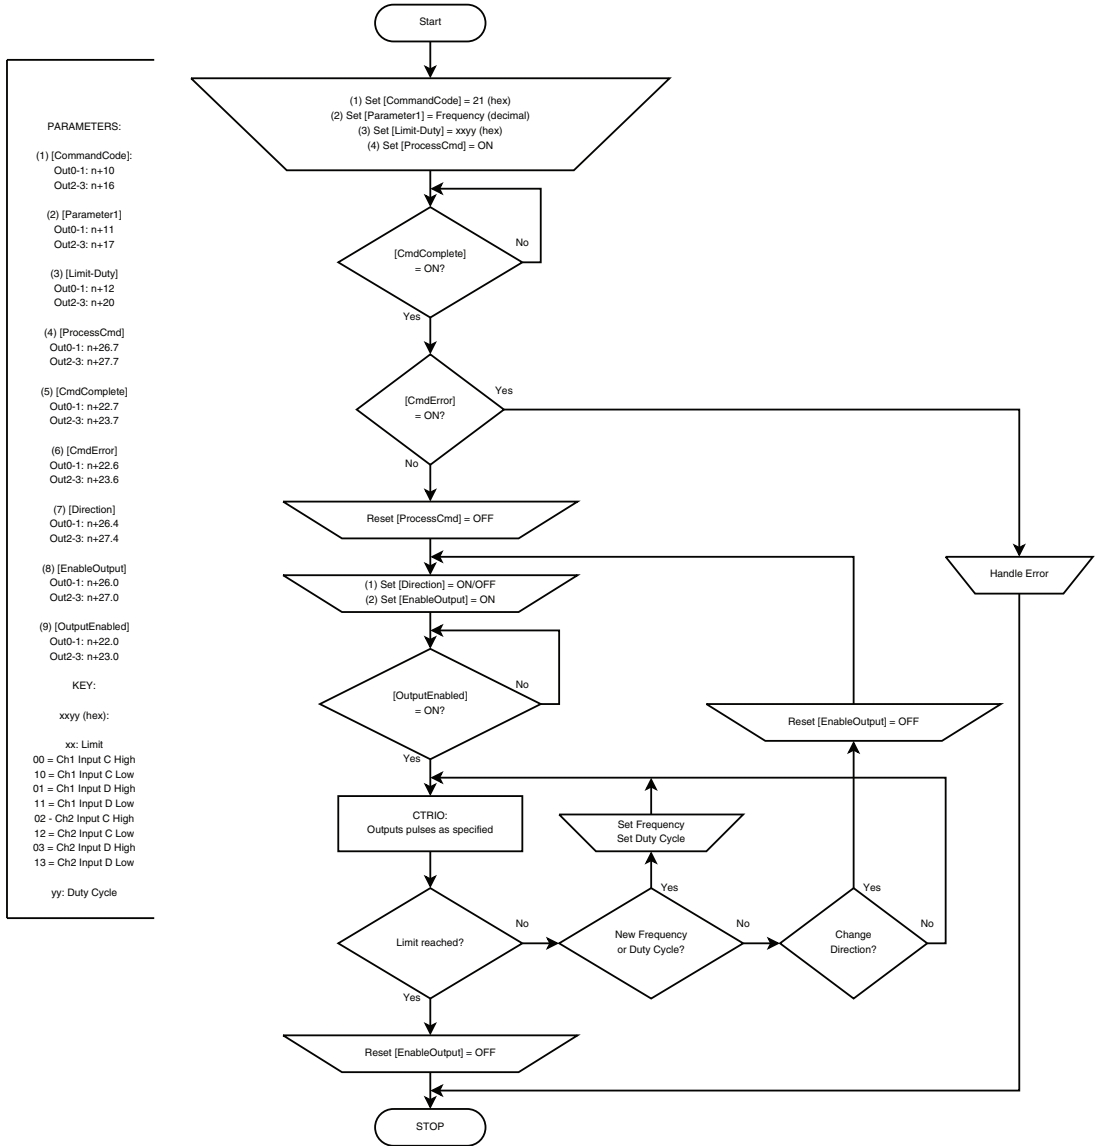 Start
(1) Set [CommandCode] = 21 (hex)
(2) Set [Parameter1] = Frequency (decimal)
(3) Set [Limit-Duty] = xxyy (hex)
(4) Set [ProcessCmd] = ON
PARAMETERS:
(1) [CommandCode]:
Out0-1: n+10
Out2-3: n+16
(2) [Parameter1]
Out0-1: n+11
Out2-3: n+17
(3) [Limit-Duty]
Out0-1: n+12
Out2-3: n+20
(4) [ProcessCmd]
Out0-1: n+26.7
Out2-3: n+27.7
(5) [CmdComplete]
Out0-1: n+22.7
Out2-3: n+23.7
(6) [CmdError]
Out0-1: n+22.6
Out2-3: n+23.6
(7) [Direction]
Out0-1: n+26.4
Out2-3: n+27.4
(8) [EnableOutput]
Out0-1: n+26.0
Out2-3: n+27.0
(9) [OutputEnabled]
Out0-1: n+22.0
Out2-3: n+23.0
KEY:
xxyy (hex):
xx: Limit
00 = Ch1 Input C High
10 = Ch1 Input C Low
01 = Ch1 Input D High
11 = Ch1 Input D Low
02 - Ch2 Input C High
12 = Ch2 Input C Low
03 = Ch2 Input D High
13 = Ch2 Input D Low
yy: Duty Cycle
[CmdComplete]
= ON?
No
Yes
[CmdError]
= ON?
Yes
No
Reset [ProcessCmd] = OFF
Handle Error
(1) Set [Direction] = ON/OFF
(2) Set [EnableOutput] = ON
[OutputEnabled]
= ON?
No
Yes
Reset [EnableOutput] = OFF
CTRIO:
Outputs pulses as specified
Set Frequency
Set Duty Cycle
Yes
Yes
Limit reached?
No
New Frequency
or Duty Cycle?
No
Change
Direction?
No
Yes
Reset [EnableOutput] = OFF
STOP